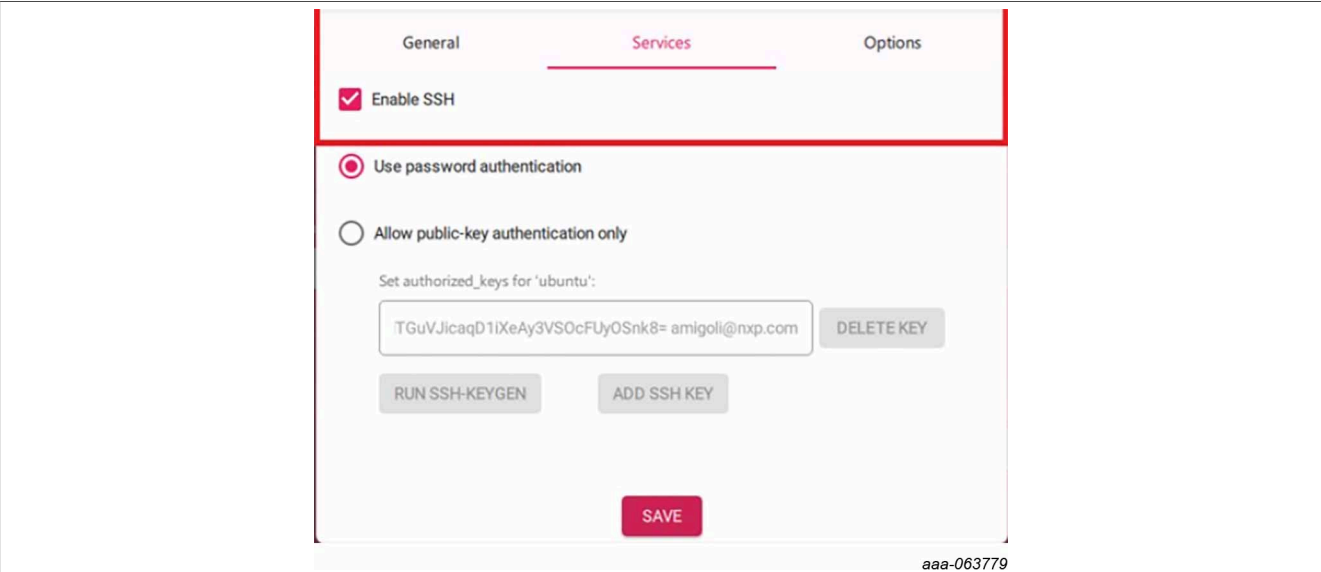 General Services Options
Enable SSH
Use password authentication
Allow public-key authentication only
Set authorized_keys for 'ubuntu':
TGuVJicaqD1iXeAy3VSOcFUyOSnk8= amigoli@nxp.com DELETE KEY
RUN SSH-KEYGEN ADD SSH KEY
SAVE
aaa-063779